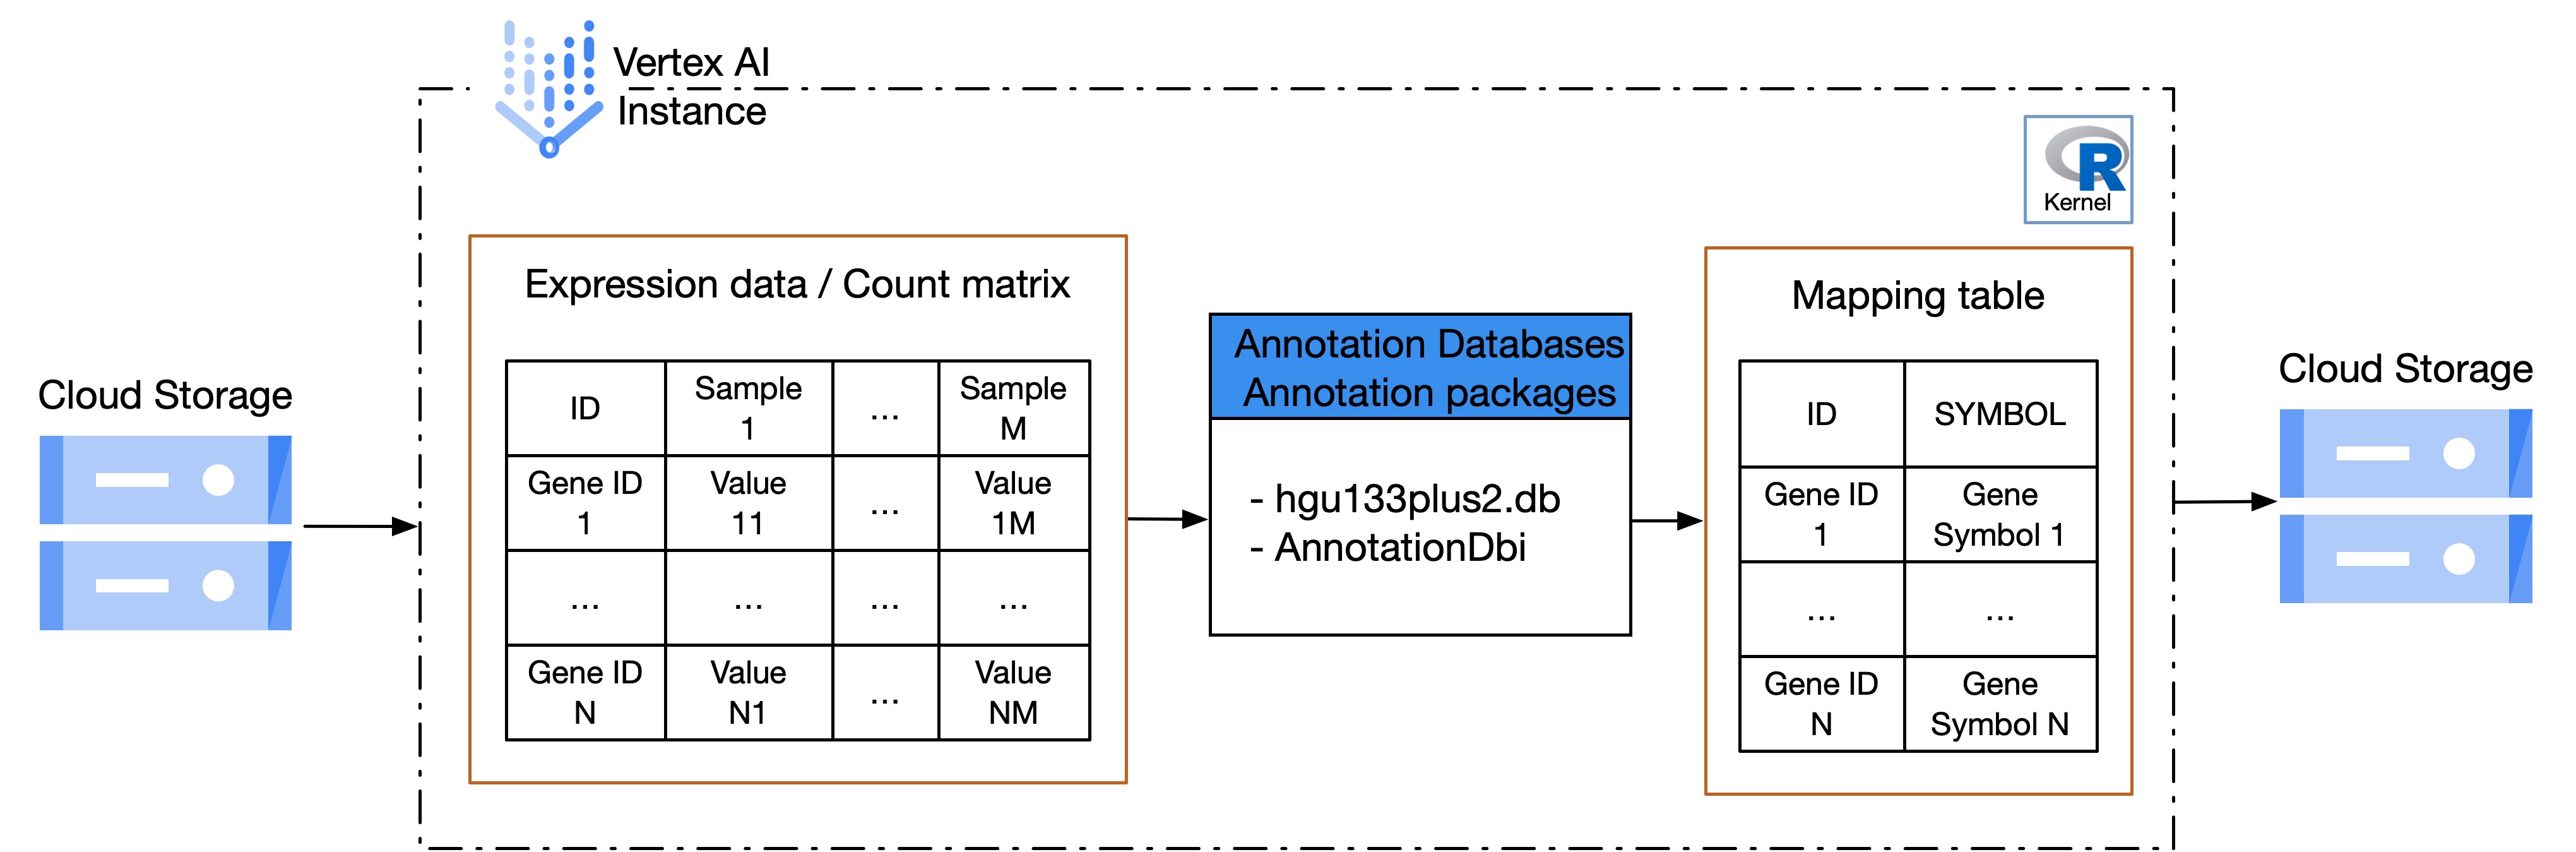 Vertex AI
Instance
R
Kernel
Cloud Storage
Expression data / Count matrix
ID
Sample
1
...
Sample
M
Gene ID
1
Value
11
...
Value
1M
...
...
...
...
Gene ID
N
Value
N1
...
Value
NM
Annotation Databases
Annotation packages
- hgu133plus2.db
- AnnotationDbi
Mapping table
ID
SYMBOL
Gene ID
1
Gene
Symbol 1
...
...
Gene ID
N
Gene
Symbol N
Cloud Storage